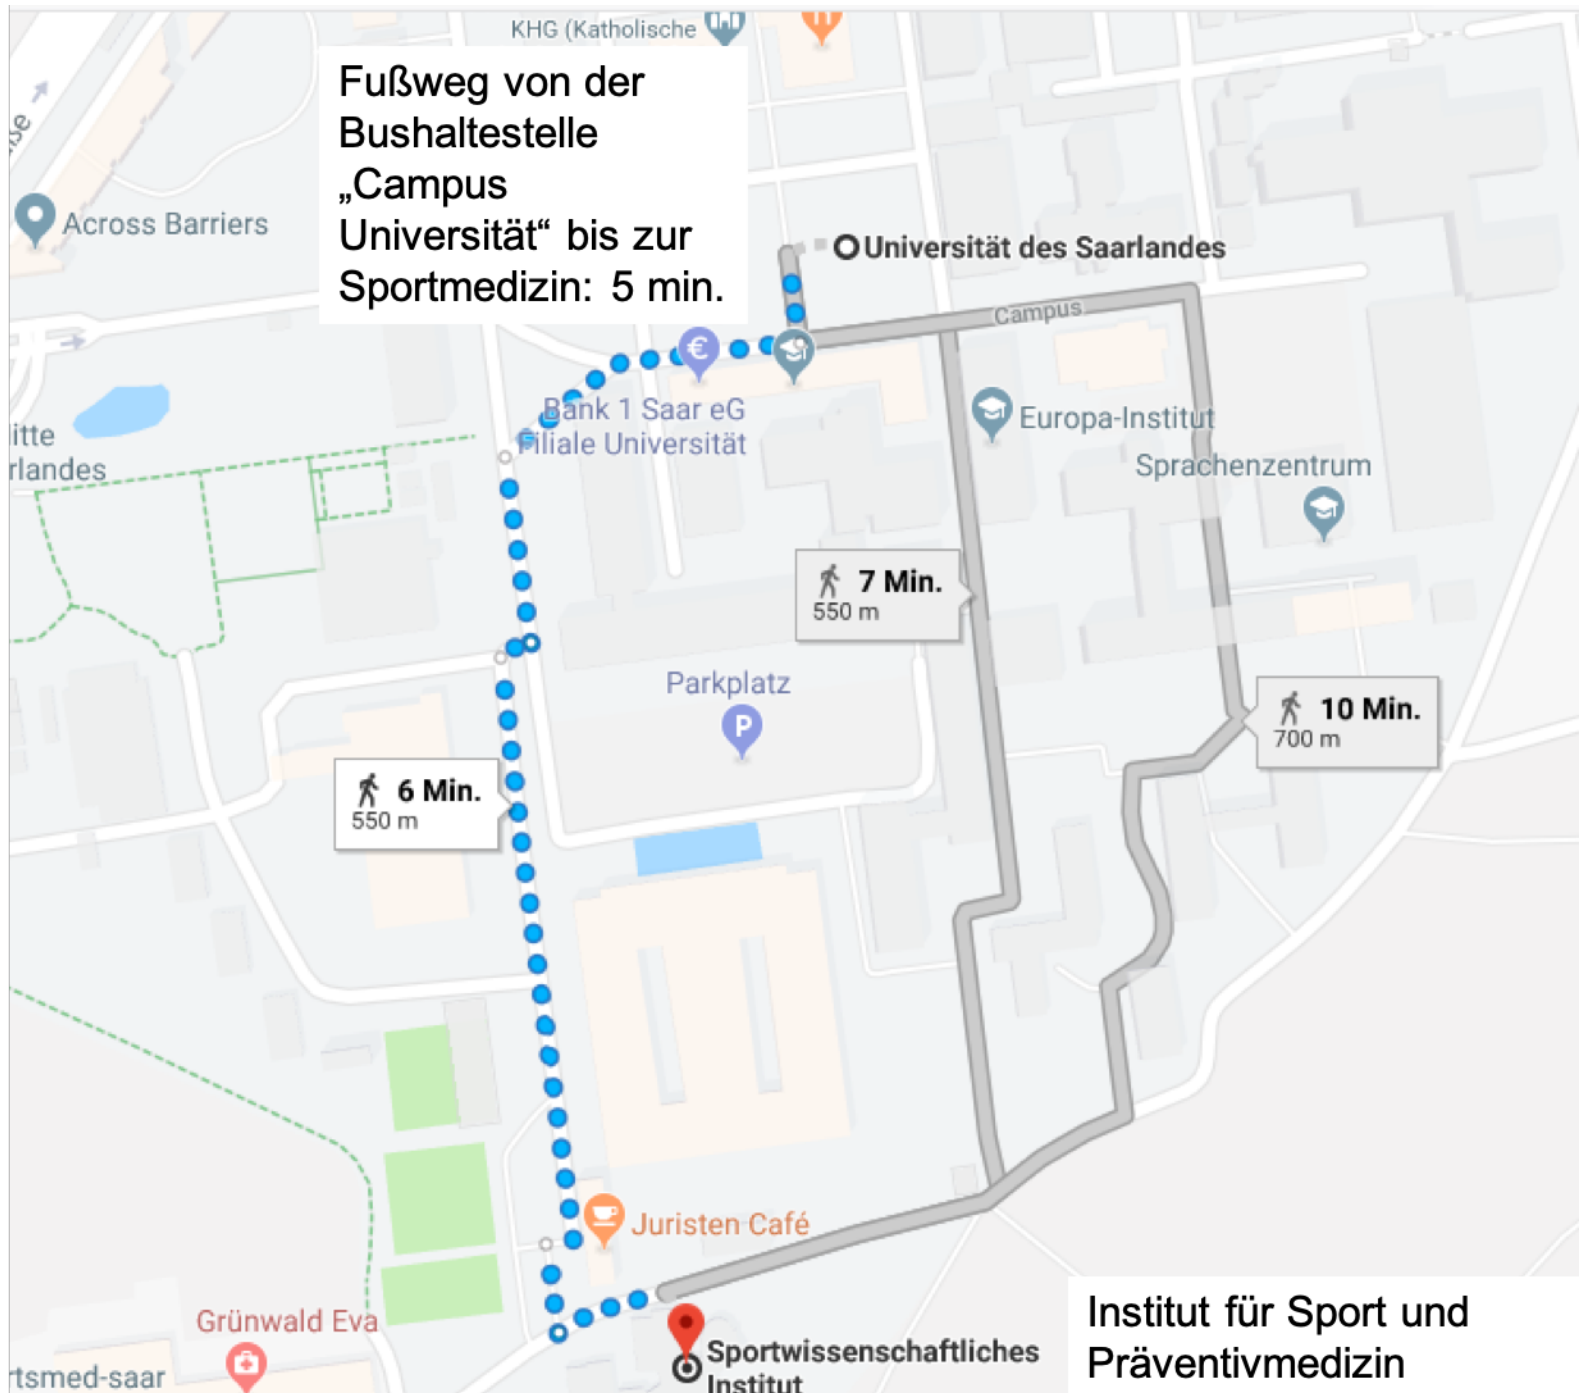 KHG (Katholische
Fußweg von der
Bushaltestelle
„Campus
Universität“ bis zur
Sportmedizin: 5 min.
Across Barriers
Universität des Saarlandes
Campus
€
Bank 1 Saar eG
Filiale Universität
Europa-Institut
itte
rlandes
Sprachenzentrum
7 Min.
550 m
Parkplatz
P
10 Min.
700 m
6 Min.
550 m
Juristen Café
Grünwald Eva
rtsmed-saar
Sportwissenschaftliches
Institut
Institut für Sport und
Präventivmedizin